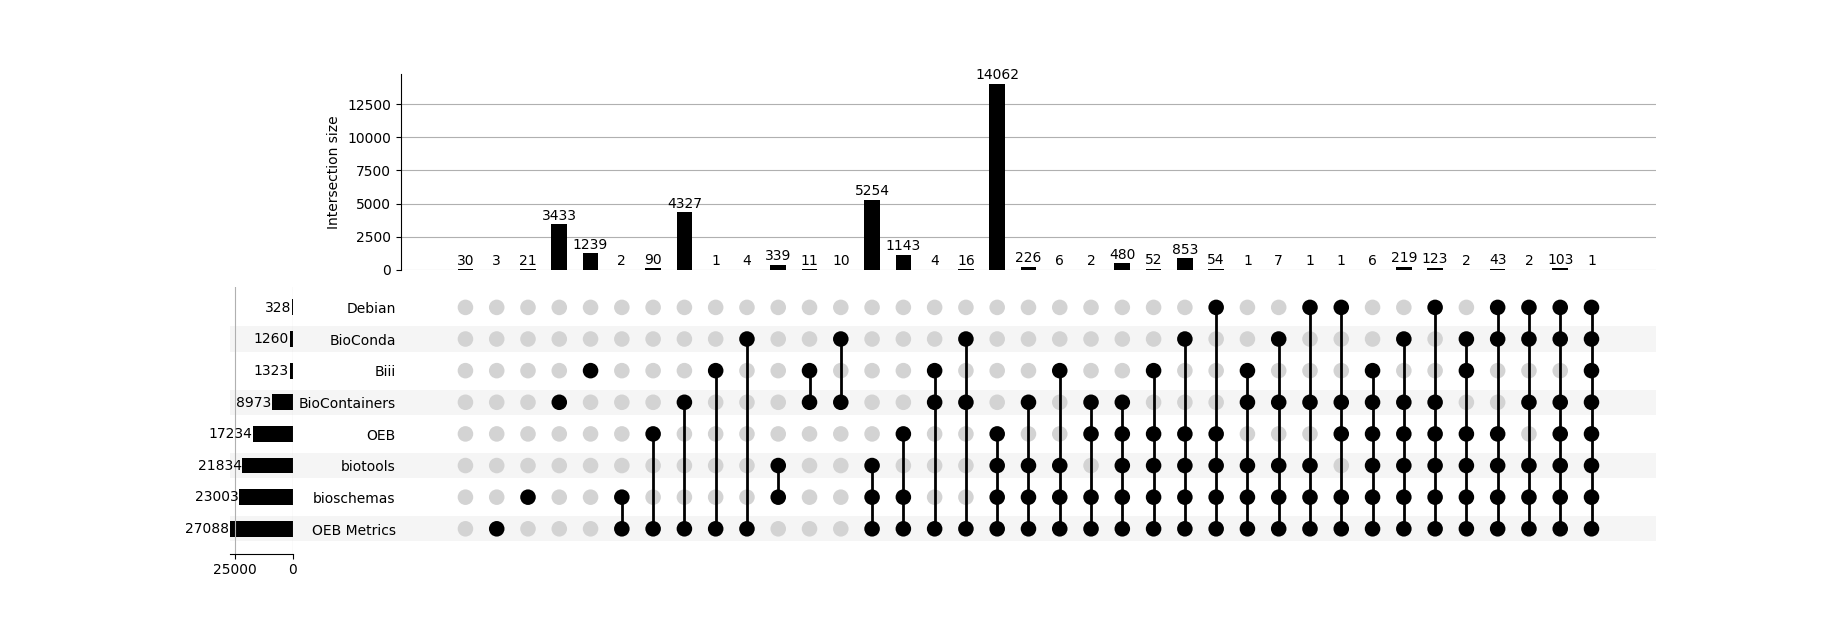 14062
12500
10000
7500
5000
2500
0
Intersection size
30 3 21 3433 1239 2 90 4327 1 4 339 11 10 5254 1143 4 16 226 6 2 480 52 853 54 1 7 1 1 6 219 123 2 43 2 103 1
328 Debian
1260 BioConda
1323 Biii
8973 BioContainers
17234 OEB
21834 biotools
23003 bioschemas
27088 OEB Metrics
25000 0